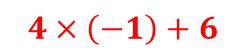 4 × (−1) + 6